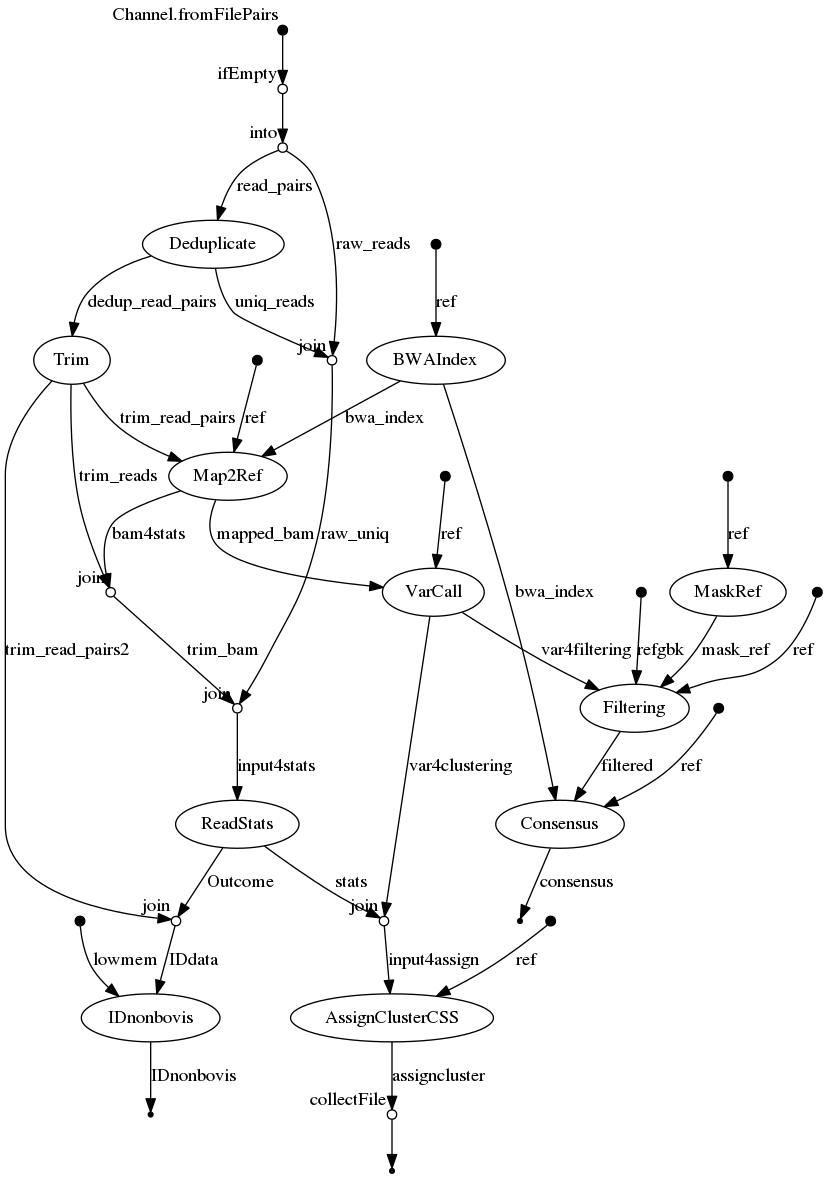 Channel.fromFilePairs
ifEmpty
into
read_pairs
Deduplicate
raw_reads
dedup_read_pairs
uniq_reads
ref
join
Trim
BWAIndex
trim_read_pairs
ref
bwa_index
trim_reads
Map2Ref
bam4stats
mapped_bam
raw_uniq
ref
ref
join
VarCall
bwa_index
MaskRef
trim_read_pairs2
trim_bam
var4filtering
refgbk
mask_ref
ref
join
Filtering
input4stats
var4clustering
filtered
ref
ReadStats
Consensus
Outcome
stats
consensus
join
join
lowmem
IDdata
input4assign
ref
IDnonbovis
AssignClusterCSS
IDnonbovis
assigncluster
collectFile